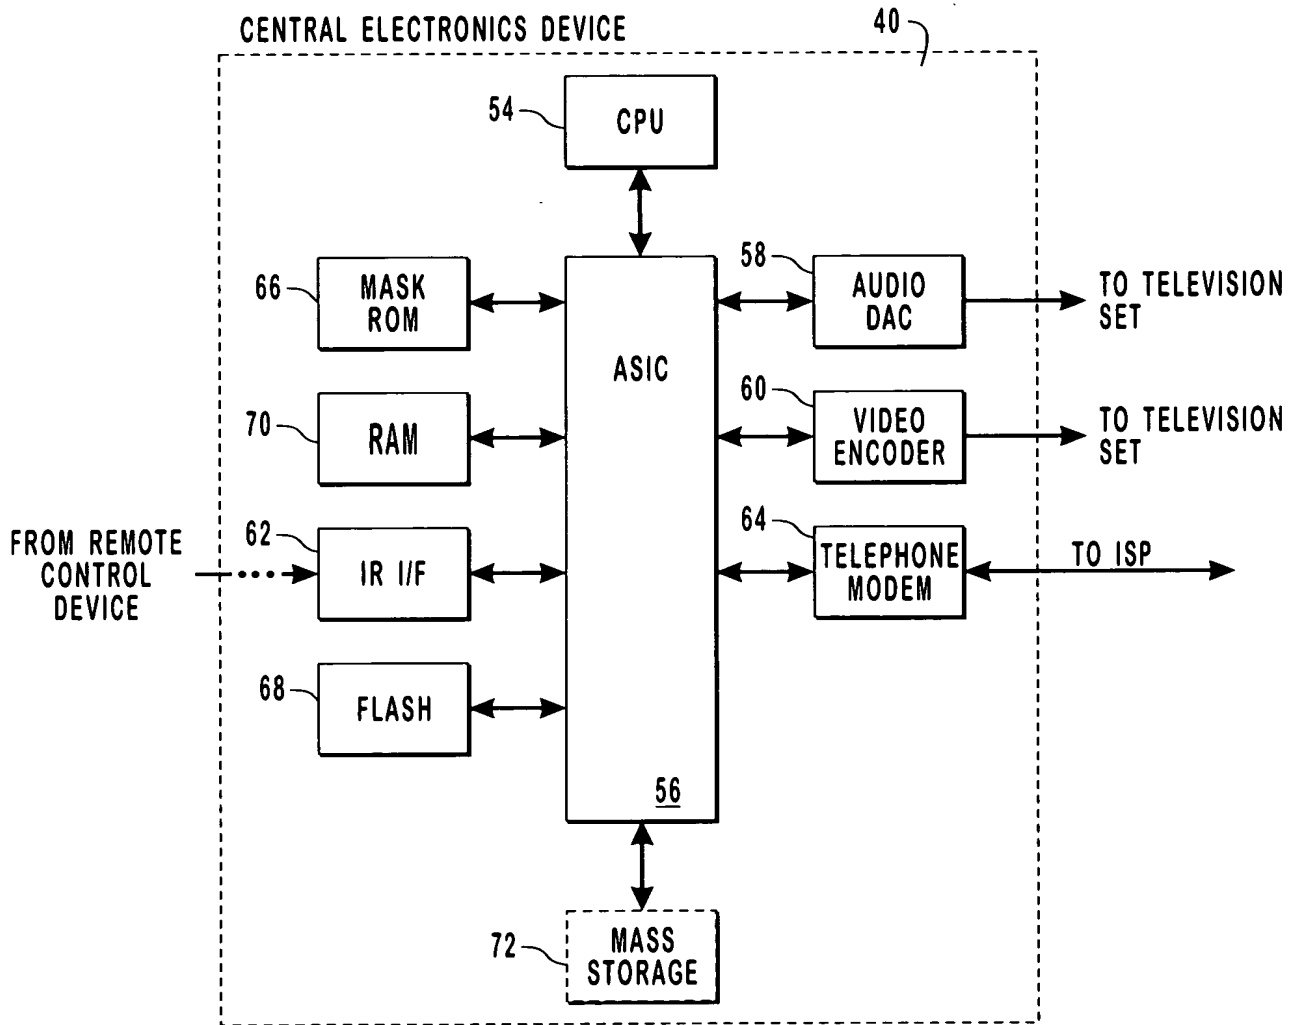 CENTRAL ELECTRONICS DEVICE
40
54
CPU
66
MASK
ROM
58
AUDIO
DAC
TO TELEVISION
SET
ASIC
70
RAM
60
VIDEO
ENCODER
TO TELEVISION
SET
FROM REMOTE
CONTROL
DEVICE
62
IR I/F
64
TELEPHONE
MODEM
TO ISP
68
FLASH
56
72
MASS
STORAGE